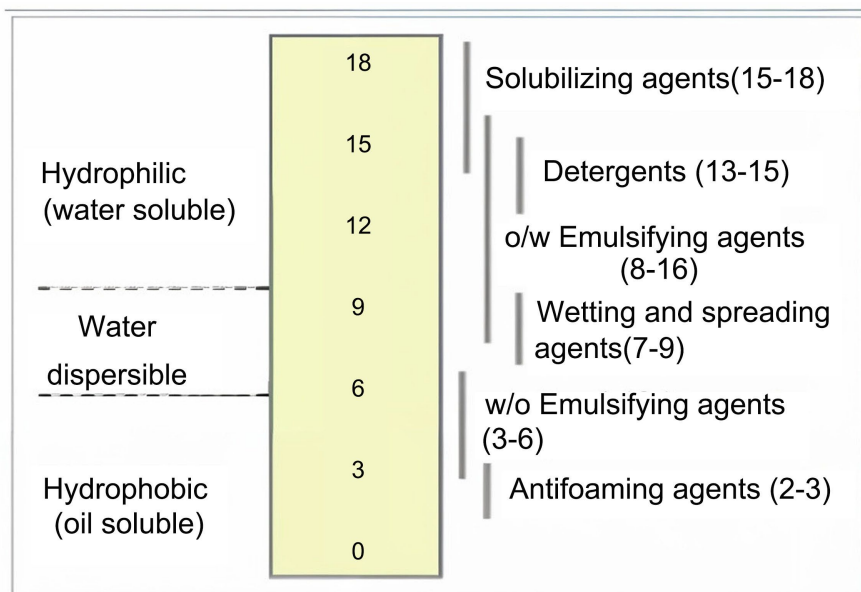 18
Solubilizing agents(15-18)
15
Hydrophilic
(water soluble)
Detergents (13-15)
12
o/w Emulsifying agents
(8-16)
9
Wetting and spreading
agents(7-9)
Water
dispersible
6
w/o Emulsifying agents
(3-6)
3
Hydrophobic
(oil soluble)
Antifoaming agents (2-3)
0